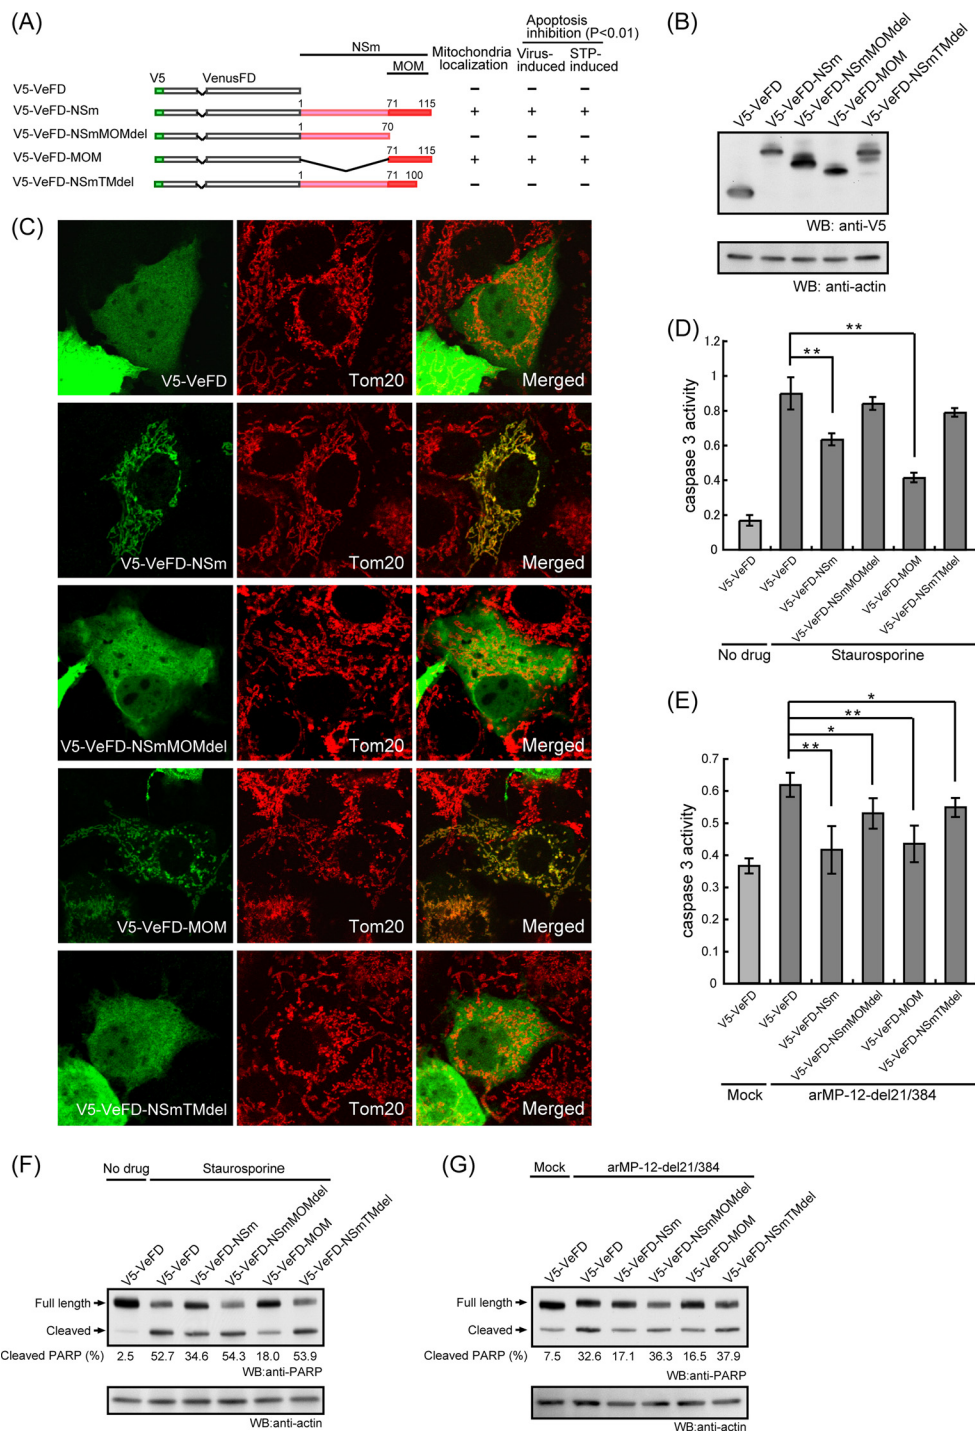 (A)
Apoptosis
inhibition (P<0.01)
NSm
Mitochondria
localization
Virus-
induced
STP-
induced
MOM
V5 VenusFD
V5-VeFD − − −
1 71 115
V5-VeFD-NSm + + +
1 70
V5-VeFD-NSmMOMdel − − −
71 115
V5-VeFD-MOM + + +
1 71 100
V5-VeFD-NSmTMdel − − −
(B)
V5-VeFD
V5-VeFD-NSm
V5-VeFD-NSmMOMdel
V5-VeFD-MOM
V5-VeFD-NSmTMdel
WB: anti-V5
WB: anti-actin
(C)
V5-VeFD Tom20 Merged
V5-VeFD-NSm Tom20 Merged
V5-VeFD-NSmMOMdel Tom20 Merged
V5-VeFD-MOM Tom20 Merged
V5-VeFD-NSmTMdel Tom20 Merged
(D)
**
**
caspase 3 activity
1.2
1
0.8
0.6
0.4
0.2
0
V5-VeFD
V5-VeFD
V5-VeFD-NSm
V5-VeFD-NSmMOMdel
V5-VeFD-MOM
V5-VeFD-NSmTMdel
No drug Staurosporine
(E)
*
**
*
**
caspase 3 activity
0.7
0.6
0.5
0.4
0.3
0.2
0.1
0
V5-VeFD
V5-VeFD
V5-VeFD-NSm
V5-VeFD-NSmMOMdel
V5-VeFD-MOM
V5-VeFD-NSmTMdel
Mock arMP-12-del21/384
(F)
No drug Staurosporine
V5-VeFD
V5-VeFD
V5-VeFD-NSm
V5-VeFD-NSmMOMdel
V5-VeFD-MOM
V5-VeFD-NSmTMdel
Full length
Cleaved
Cleaved PARP (%) 2.5 52.7 34.6 54.3 18.0 53.9
WB:anti-PARP
WB:anti-actin
(G)
Mock arMP-12-del21/384
V5-VeFD
V5-VeFD
V5-VeFD-NSm
V5-VeFD-NSmMOMdel
V5-VeFD-MOM
V5-VeFD-NSmTMdel
Full length
Cleaved
Cleaved PARP (%) 7.5 32.6 17.1 36.3 16.5 37.9
WB:anti-PARP
WB:anti-actin